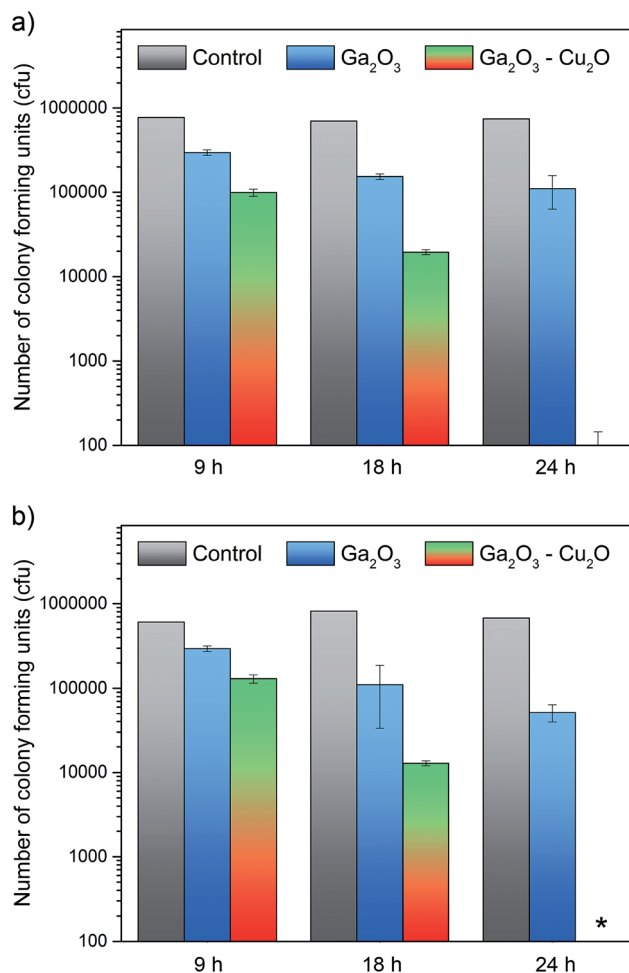 a)
Control Ga₂O₃ Ga₂O₃ - Cu₂O
Number of colony forming units (cfu)
1000000
100000
10000
1000
100
9 h 18 h 24 h
b)
Control Ga₂O₃ Ga₂O₃ - Cu₂O
Number of colony forming units (cfu)
1000000
100000
10000
1000
100
*
9 h 18 h 24 h